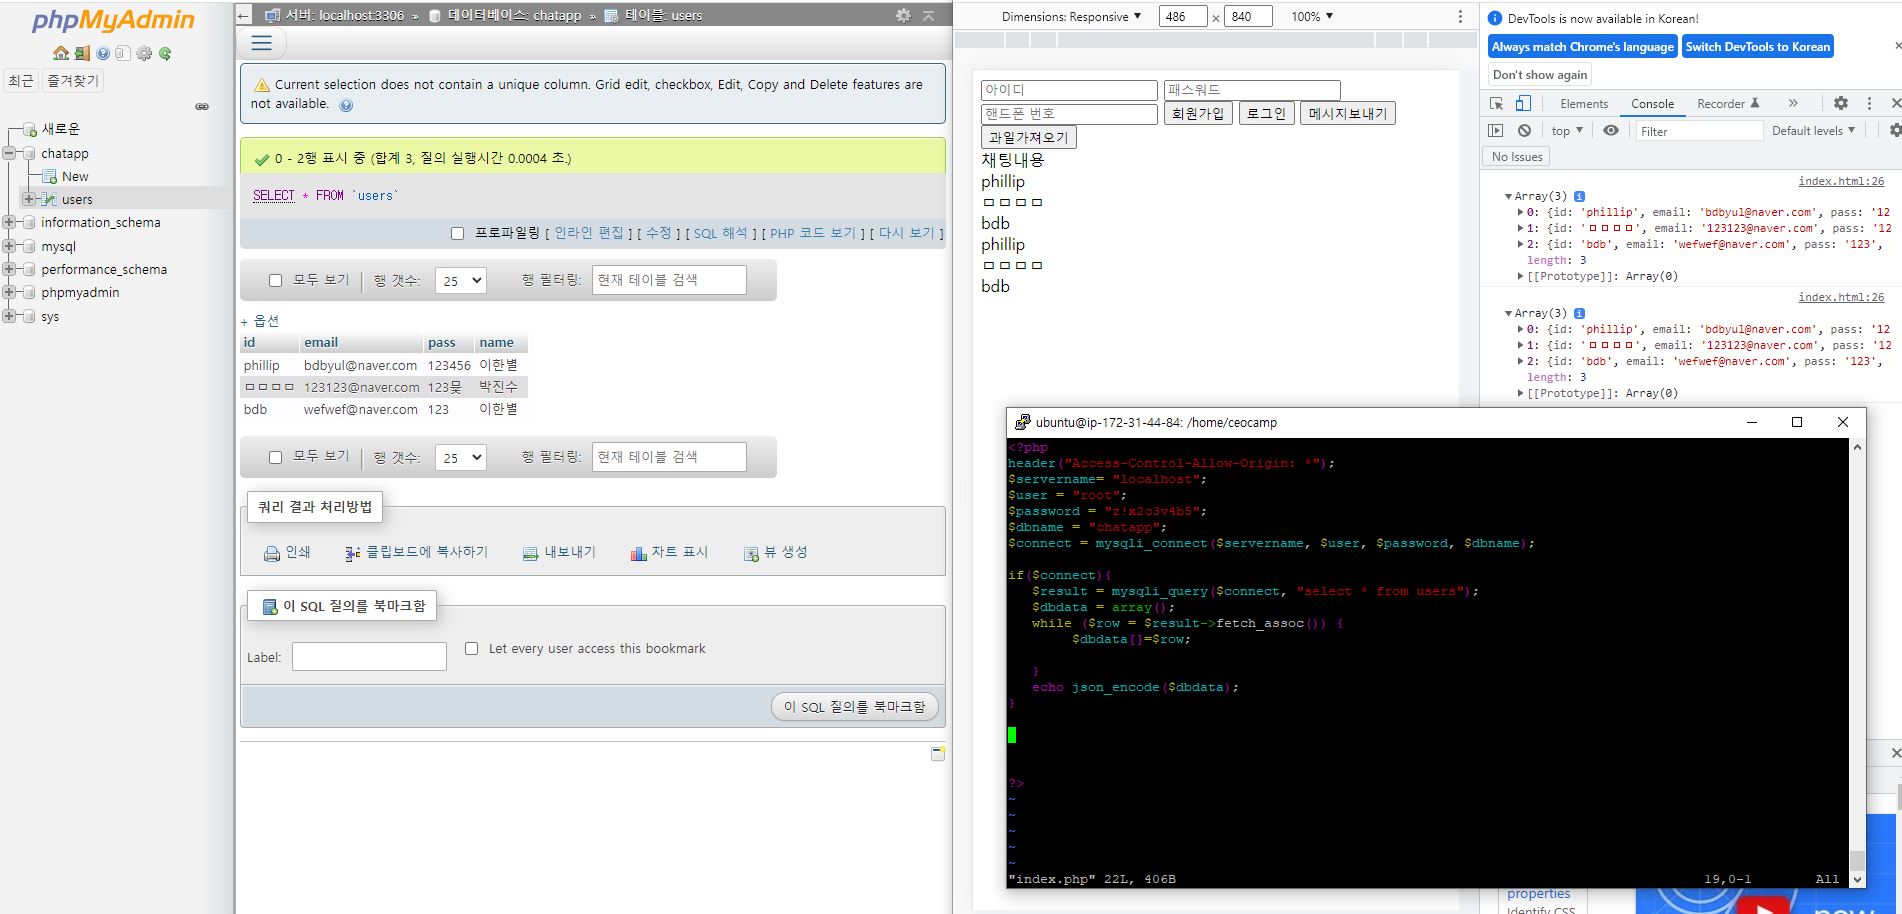 phpMyAdmin
최근 즐겨찾기
새로운
chatapp
New
users
information_schema
mysql
performance_schema
phpmyadmin
sys
서버: localhost:3306 » 데이터베이스: chatapp » 테이블: users
Current selection does not contain a unique column. Grid edit, checkbox, Edit, Copy and Delete features are
not available.
0 - 2행 표시 중 (합계 3, 질의 실행시간 0.0004 초.)
SELECT * FROM `users`
프로파일링 [ 인라인 편집 ] [ 수정 ] [ SQL 해석 ] [ PHP 코드 보기 ] [ 다시 보기 ]
모두 보기 행 갯수: 25 행 필터링: 현재 테이블 검색
+ 옵션
id email pass name
phillip bdbyul@naver.com 123456 이한별
ㅁㅁㅁㅁ 123123@naver.com 123뮺 박진수
bdb wefwef@naver.com 123 이한별
모두 보기 행 갯수: 25 행 필터링: 현재 테이블 검색
쿼리 결과 처리방법
인쇄 클립보드에 복사하기 내보내기 차트 표시 뷰 생성
이 SQL 질의를 북마크함
Label: Let every user access this bookmark
이 SQL 질의를 북마크함
Dimensions: Responsive ▼ 486 × 840 100% ▼
아이디 패스워드
핸드폰 번호 회원가입 로그인 메시지보내기
과일가져오기
채팅내용
phillip
ㅁㅁㅁㅁ
bdb
phillip
ㅁㅁㅁㅁ
bdb
DevTools is now available in Korean!
Always match Chrome's language Switch DevTools to Korean
Don't show again
Elements Console Recorder »
top ▼ Filter Default levels ▼
No Issues
index.html:26
▼Array(3)
▶0: {id: 'phillip', email: 'bdbyul@naver.com', pass: '12
▶1: {id: 'ㅁㅁㅁㅁ', email: '123123@naver.com', pass: '12
▶2: {id: 'bdb', email: 'wefwef@naver.com', pass: '123',
length: 3
▶[[Prototype]]: Array(0)
index.html:26
▼Array(3)
▶0: {id: 'phillip', email: 'bdbyul@naver.com', pass: '12
▶1: {id: 'ㅁㅁㅁㅁ', email: '123123@naver.com', pass: '12
▶2: {id: 'bdb', email: 'wefwef@naver.com', pass: '123',
length: 3
▶[[Prototype]]: Array(0)
ubuntu@ip-172-31-44-84: /home/ceocamp
<?php
header("Access-Control-Allow-Origin: *");
$servername= "localhost";
$user = "root";
$password = "z!x2c3v4b5";
$dbname = "chatapp";
$connect = mysqli_connect($servername, $user, $password, $dbname);
if($connect){
$result = mysqli_query($connect, "select * from users");
$dbdata = array();
while ($row = $result->fetch_assoc()) {
$dbdata[]=$row;
}
echo json_encode($dbdata);
}
?>
~
~
~
~
~
"index.php" 22L, 406B 19,0-1 All
properties
Identify CSS